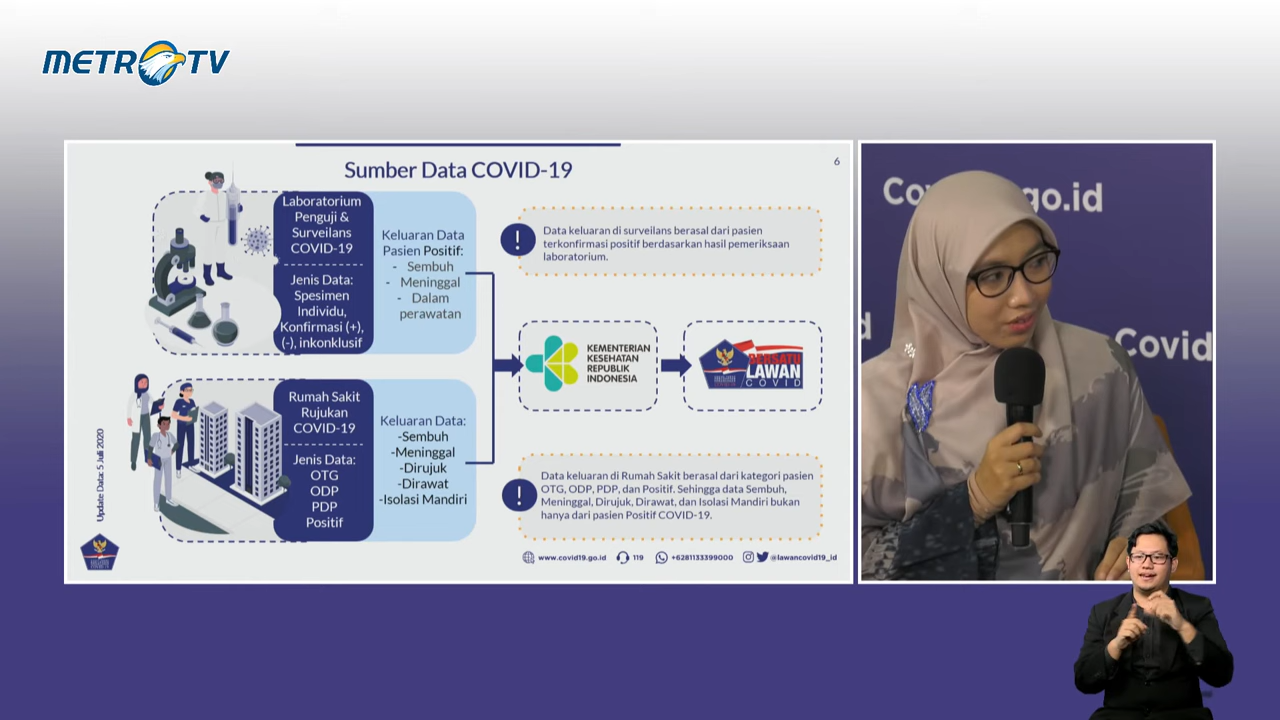 METRO TV
Sumber Data COVID-19
6
Laboratorium
Penguji &
Surveilans
COVID-19
Jenis Data:
Spesimen
Individu,
Konfirmasi (+),
(-), inkonklusif
Keluaran Data
Pasien Positif:
- Sembuh
- Meninggal
- Dalam
perawatan
Data keluaran di surveilans berasal dari pasien
terkonfirmasi positif berdasarkan hasil pemeriksaan
laboratorium.
KEMENTERIAN
KESEHATAN
REPUBLIK
INDONESIA
BERSATU
LAWAN
COVID
Rumah Sakit
Rujukan
COVID-19
Jenis Data:
OTG
ODP
PDP
Positif
Keluaran Data:
-Sembuh
-Meninggal
-Dirujuk
-Dirawat
-Isolasi Mandiri
Data keluaran di Rumah Sakit berasal dari kategori pasien
OTG, ODP, PDP, dan Positif. Sehingga data Sembuh,
Meninggal, Dirujuk, Dirawat, dan Isolasi Mandiri bukan
hanya dari pasien Positif COVID-19.
Update Data: 5 Juli 2020
www.covid19.go.id 119 +6281133399000 @lawancovid19_id
Co go.id
d
Covid